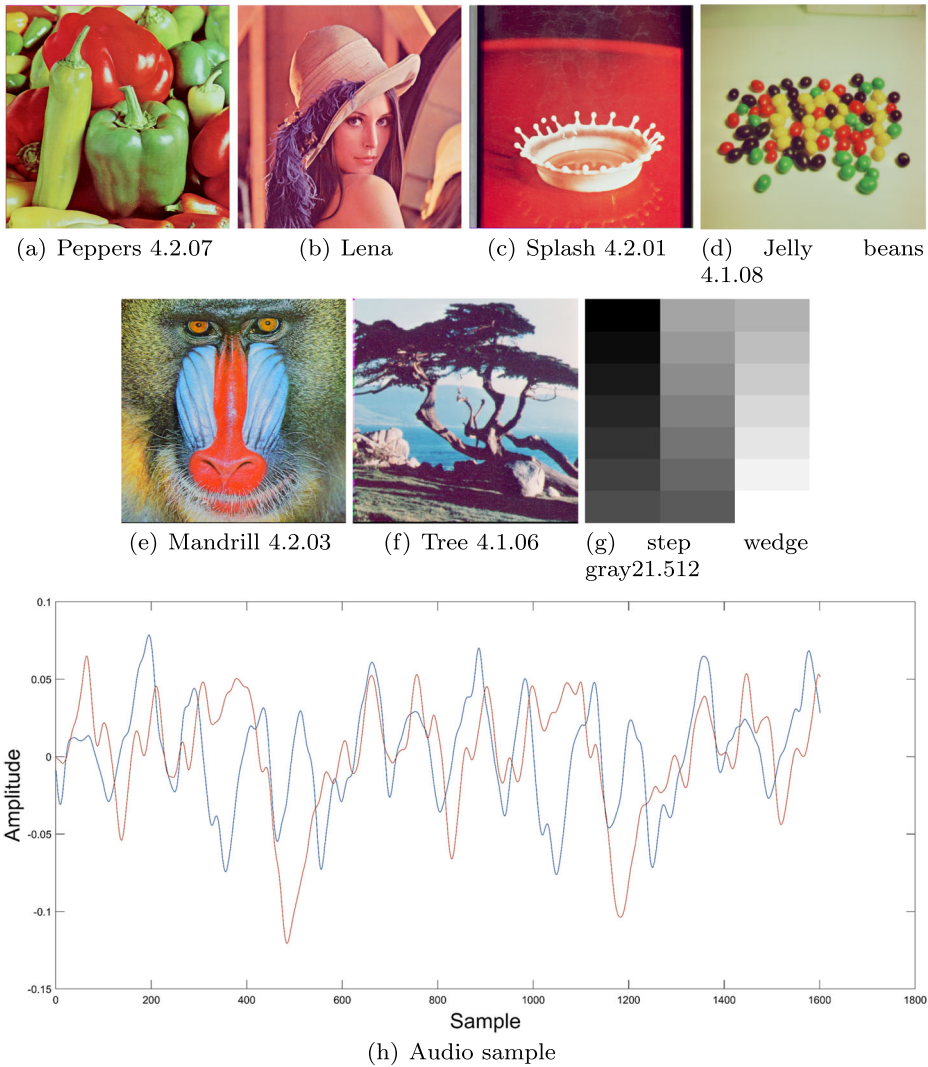 (a) Peppers 4.2.07
(b) Lena
(c) Splash 4.2.01
(d) Jelly beans
4.1.08
(e) Mandrill 4.2.03
(f) Tree 4.1.06
(g) step wedge
gray21.512
0.1
0.05
0
-0.05
-0.1
-0.15
Amplitude
0 200 400 600 800 1000 1200 1400 1600 1800
Sample
(h) Audio sample